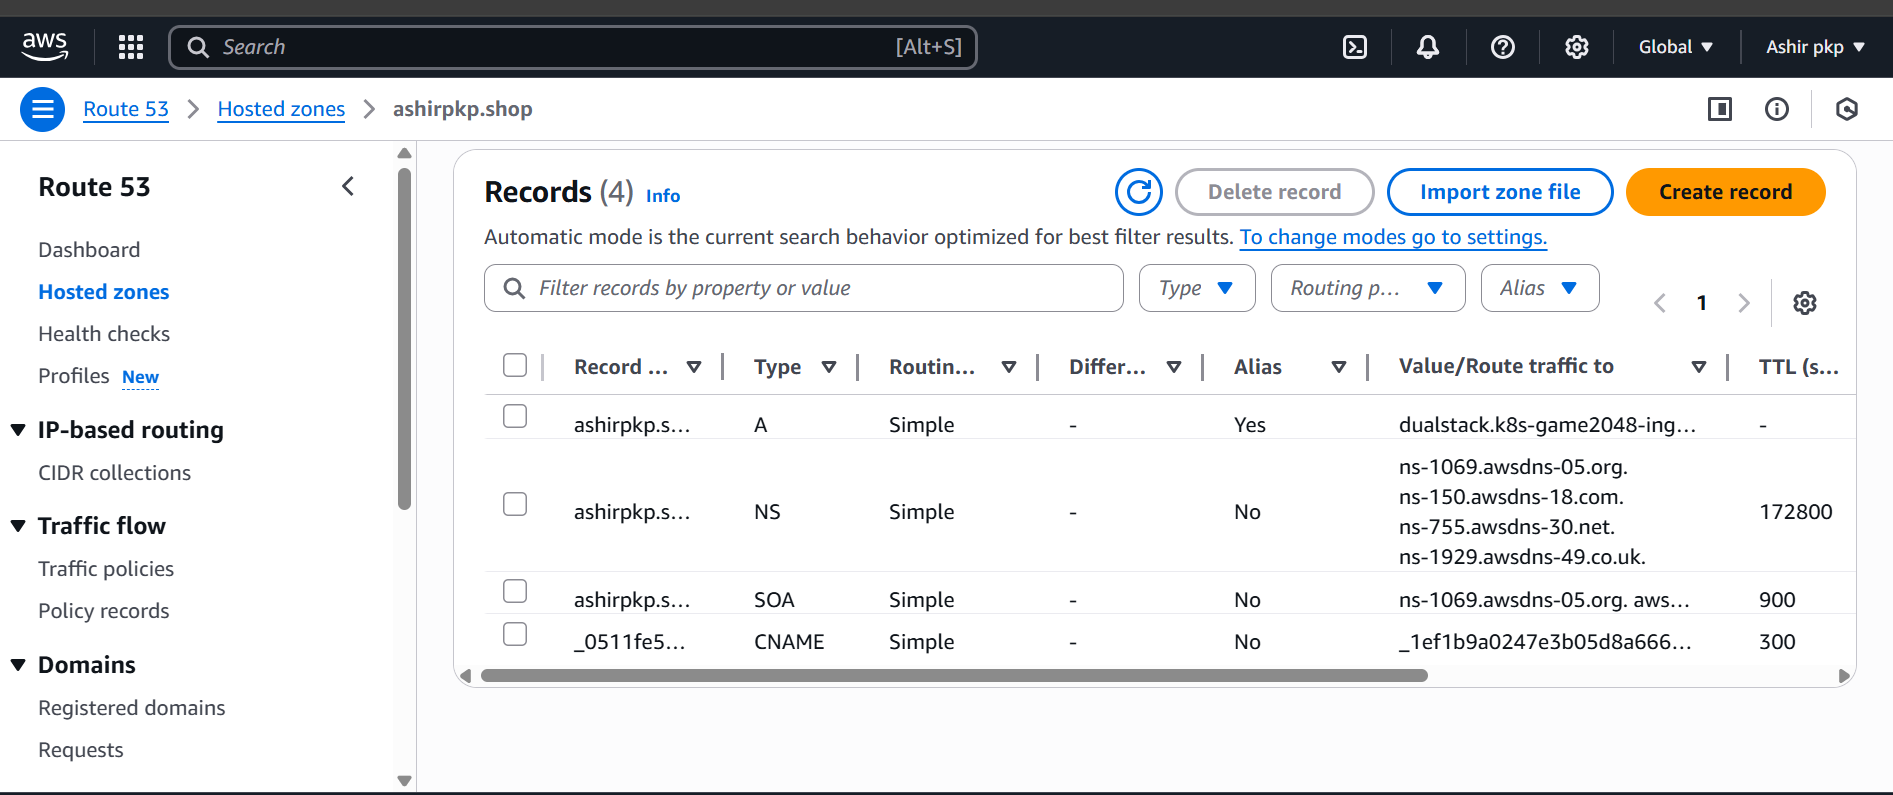 aws
Search
[Alt+S]
Global
Ashir pkp
Route 53
Hosted zones
ashirpkp.shop
Route 53
Dashboard
Hosted zones
Health checks
Profiles New
IP-based routing
CIDR collections
Traffic flow
Traffic policies
Policy records
Domains
Registered domains
Requests
Records (4) Info
Delete record
Import zone file
Create record
Automatic mode is the current search behavior optimized for best filter results. To change modes go to settings.
Filter records by property or value
Type
Routing p...
Alias
1
Record ... Type Routin... Differ... Alias Value/Route traffic to TTL (s...
ashirpkp.s... A Simple - Yes dualstack.k8s-game2048-ing... -
ns-1069.awsdns-05.org.
ns-150.awsdns-18.com.
ashirpkp.s... NS Simple - No ns-755.awsdns-30.net. 172800
ns-1929.awsdns-49.co.uk.
ashirpkp.s... SOA Simple - No ns-1069.awsdns-05.org. aws... 900
_0511fe5... CNAME Simple - No _1ef1b9a0247e3b05d8a666... 300